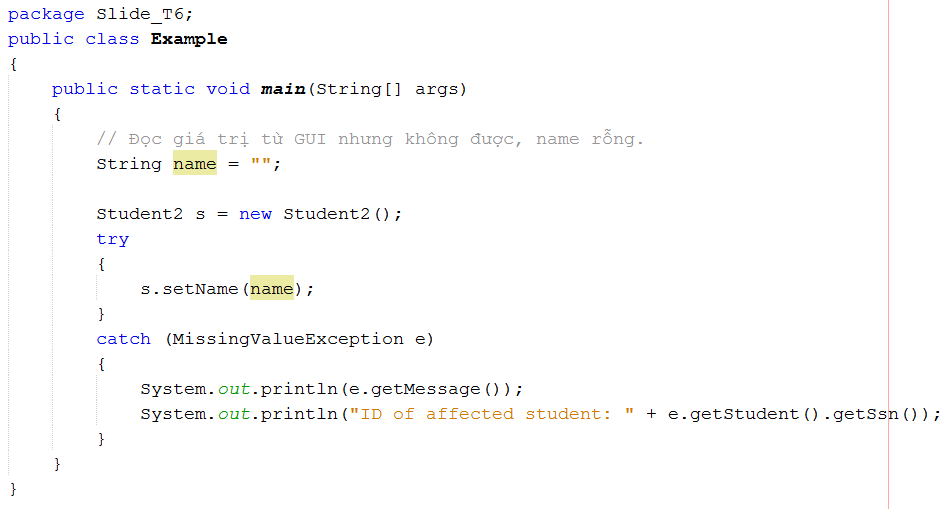 package Slide_T6;
public class Example
{
    public static void main(String[] args)
    {
        // Đọc giá trị từ GUI nhưng không được, name rỗng.
        String name = "";

        Student2 s = new Student2();
        try
        {
            s.setName(name);
        }
        catch (MissingValueException e)
        {
            System.out.println(e.getMessage());
            System.out.println("ID of affected student: " + e.getStudent().getSsn());
        }
    }
}